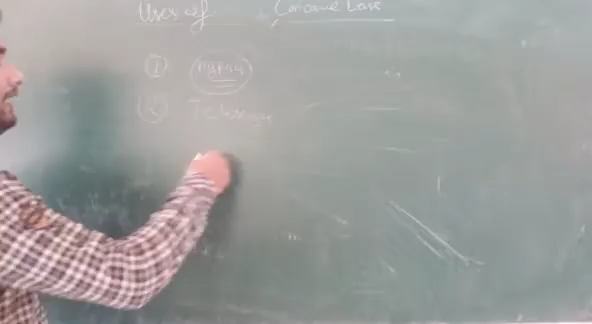 Uses of Concave Lens
①
② Telescope